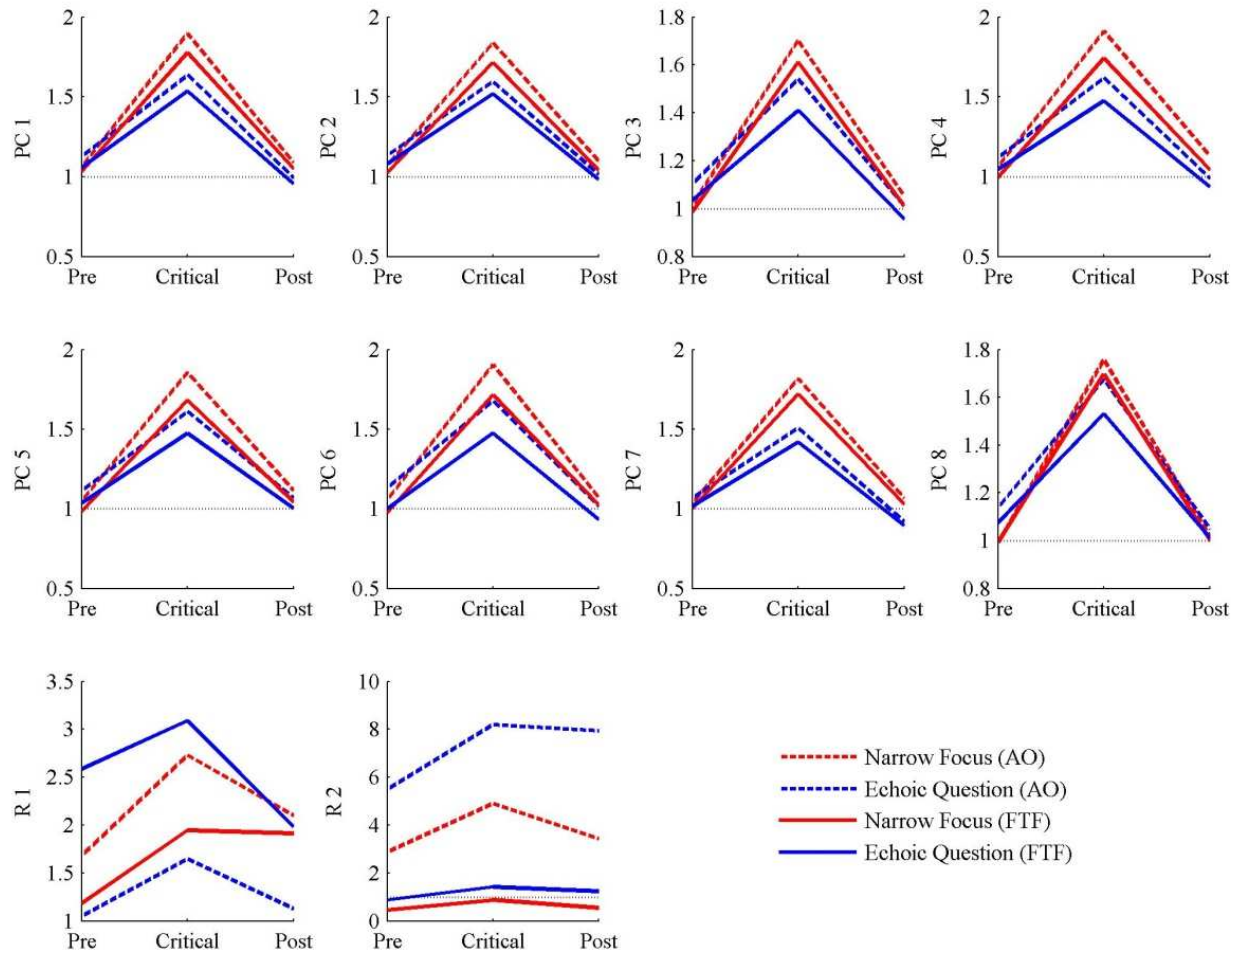 2 2 1.8 2
1.5 1.5 1.6 1.5
1.4
1.2
1 1 1 1
0.5 0.5 0.8 0.5
PC 1 PC 2 PC 3 PC 4
Pre Critical Post Pre Critical Post Pre Critical Post Pre Critical Post
2 2 2 1.8
1.5 1.5 1.5 1.6
1.4
1.2
1 1 1 1
0.5 0.5 0.5 0.8
PC 5 PC 6 PC 7 PC 8
Pre Critical Post Pre Critical Post Pre Critical Post Pre Critical Post
3.5 10
3 8
2.5 6
2 4
1.5 2
1 0
R 1 R 2
Pre Critical Post Pre Critical Post
Narrow Focus (AO)
Echoic Question (AO)
Narrow Focus (FTF)
Echoic Question (FTF)